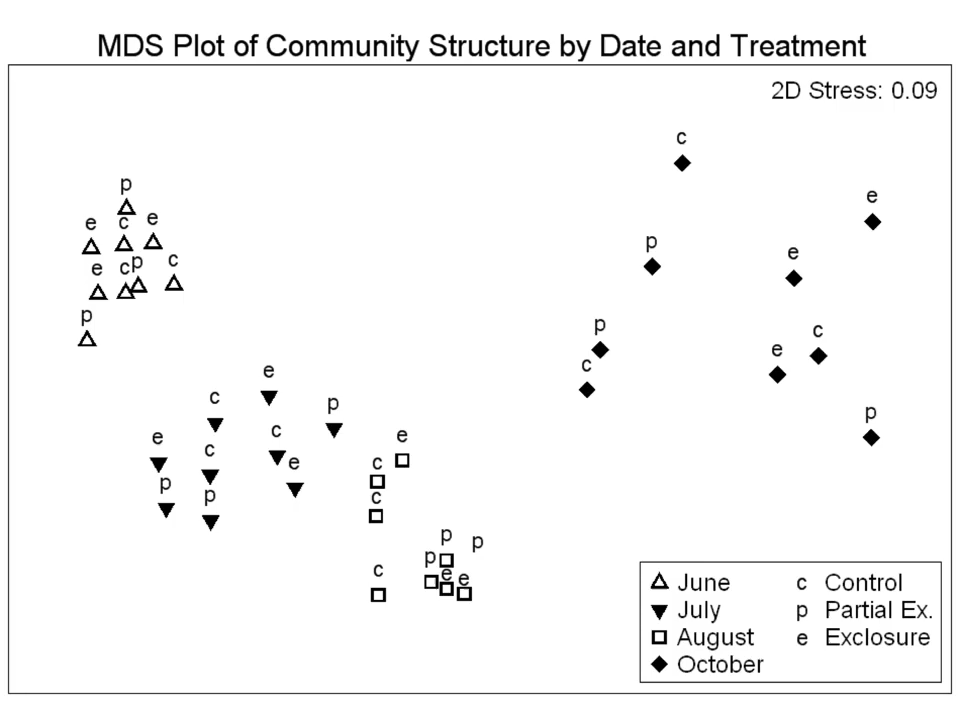 MDS Plot of Community Structure by Date and Treatment
2D Stress: 0.09
c
p
e
e c e
p
e
e c p c
p
p
c
e
c
e
p
c
p
e
c
c
e
e
e
c
c
p
p
c
p
p
p
c
e e
June c Control
July p Partial Ex.
August e Exclosure
October